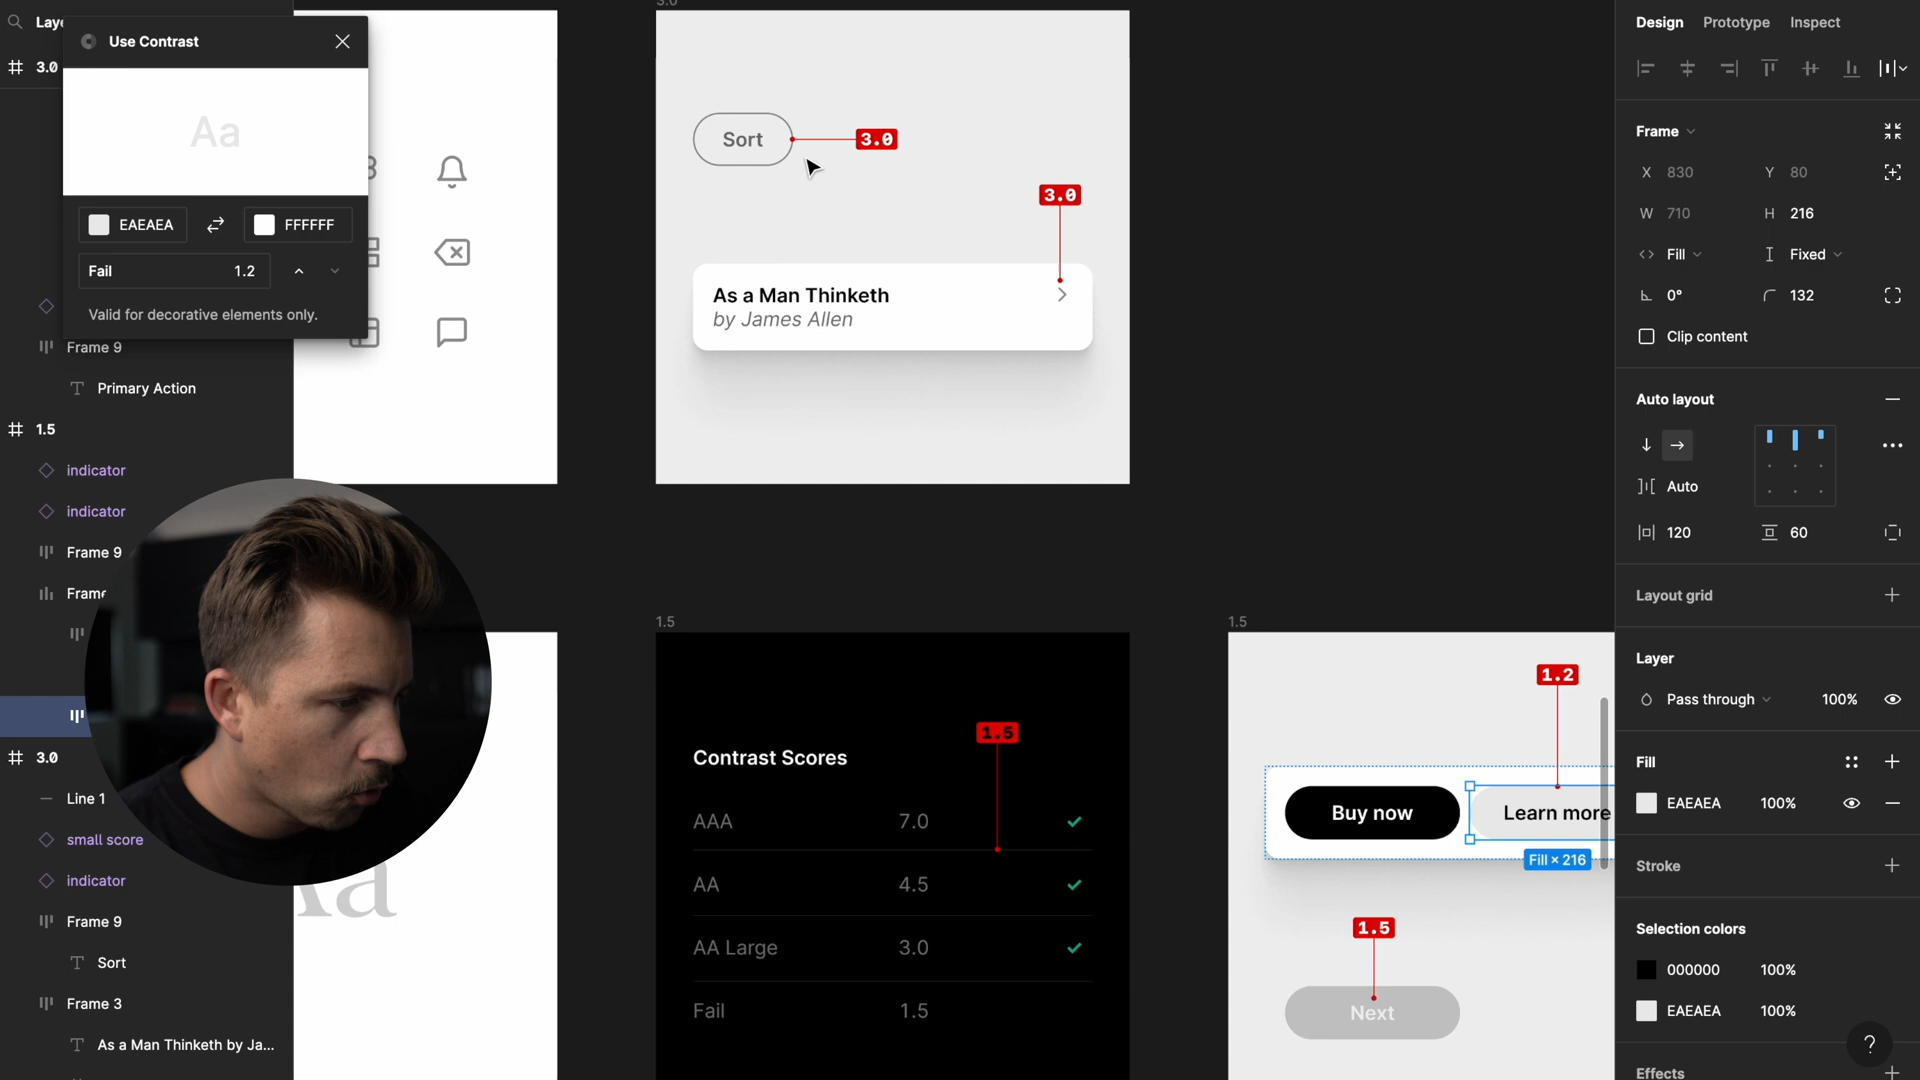 Laye
3.0
Use Contrast
Aa
EAEAEA
FFFFFF
Fail
1.2
Valid for decorative elements only.
Frame 9
Primary Action
1.5
indicator
indicator
Frame 9
Frame
3.0
Line 1
small score
indicator
Frame 9
Sort
Frame 3
As a Man Thinketh by Ja...
Aa
3.0
Sort
3.0
3.0
As a Man Thinketh
by James Allen
1.5
1.5
Contrast Scores
AAA 7.0
AA 4.5
AA Large 3.0
Fail 1.5
1.5
1.2
Buy now
Learn more
Fill × 216
1.5
Next
Design
Prototype
Inspect
Frame
X 830
Y 80
W 710
H 216
Fill
Fixed
0°
132
Clip content
Auto layout
Auto
120
60
Layout grid
Layer
Pass through
100%
Fill
EAEAEA
100%
Stroke
Selection colors
000000
100%
EAEAEA
100%
Effects
?